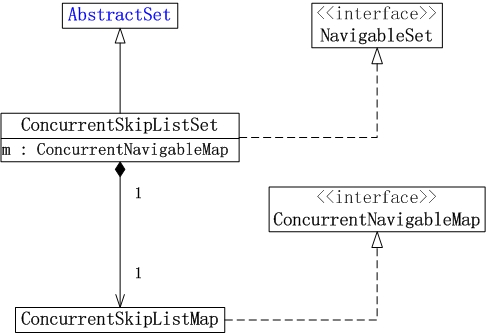 AbstractSet
<<interface>>
NavigableSet
ConcurrentSkipListSet
m : ConcurrentNavigableMap
1
<<interface>>
ConcurrentNavigableMap
1
ConcurrentSkipListMap